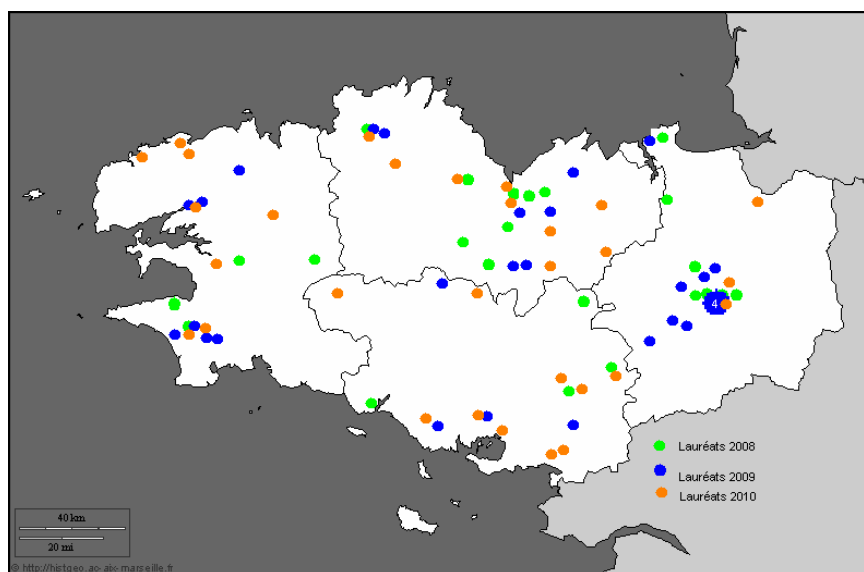 4
Lauréats 2008
Lauréats 2009
Lauréats 2010
40 km
20 mi
@ http://histgeo.ac-aix-marseille.fr